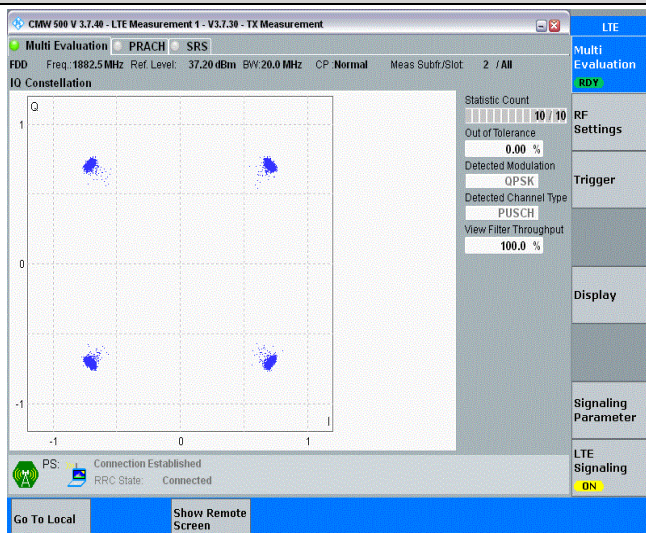 CMW 500 V 3.7.40 - LTE Measurement 1 - V3.7.30 - TX Measurement
LTE
Multi Evaluation PRACH SRS
FDD Freq.:1882.5 MHz Ref. Level: 37.20 dBm BW:20.0 MHz CP :Normal Meas Subfr./Slot: 2 / All
IQ Constellation
Q
1
0
-1
-1 0 1
I
Statistic Count
10 / 10
Out of Tolerance
0.00 %
Detected Modulation
QPSK
Detected Channel Type
PUSCH
View Filter Throughput
100.0 %
PS: Connection Established
RRC State: Connected
Multi
Evaluation
RDY
RF
Settings
Trigger
Display
Signaling
Parameter
LTE
Signaling
ON
Go To Local
Show Remote
Screen